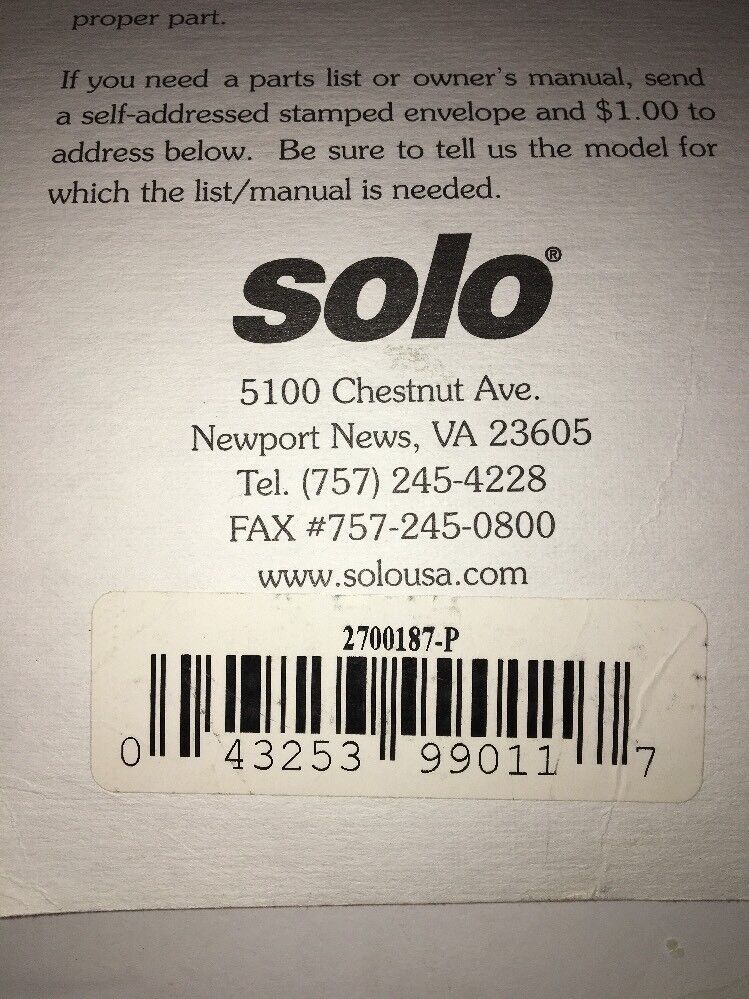 proper part.
If you need a parts list or owner's manual, send
a self-addressed stamped envelope and $1.00 to
address below. Be sure to tell us the model for
which the list/manual is needed.
solo®
5100 Chestnut Ave.
Newport News, VA 23605
Tel. (757) 245-4228
FAX #757-245-0800
www.solousa.com
2700187-P
0 43253 99011 7